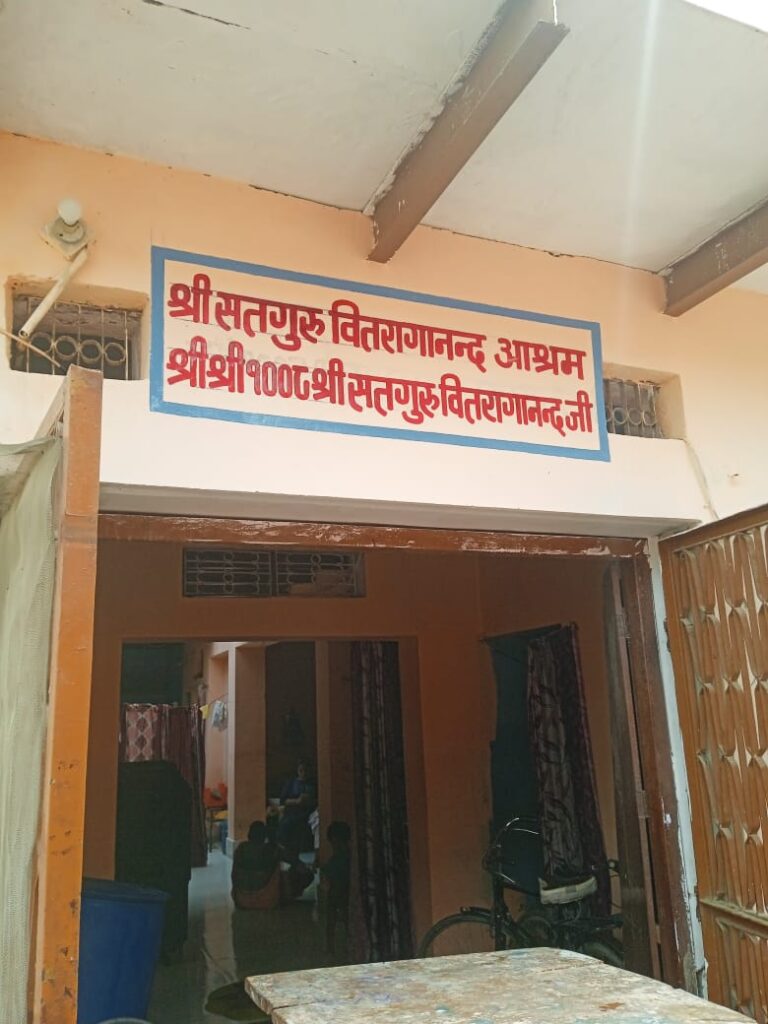 श्री सतगुरु वितरागानन्द आश्रम
श्रीश्री १००८ श्री सतगुरु वितरागानन्द जी